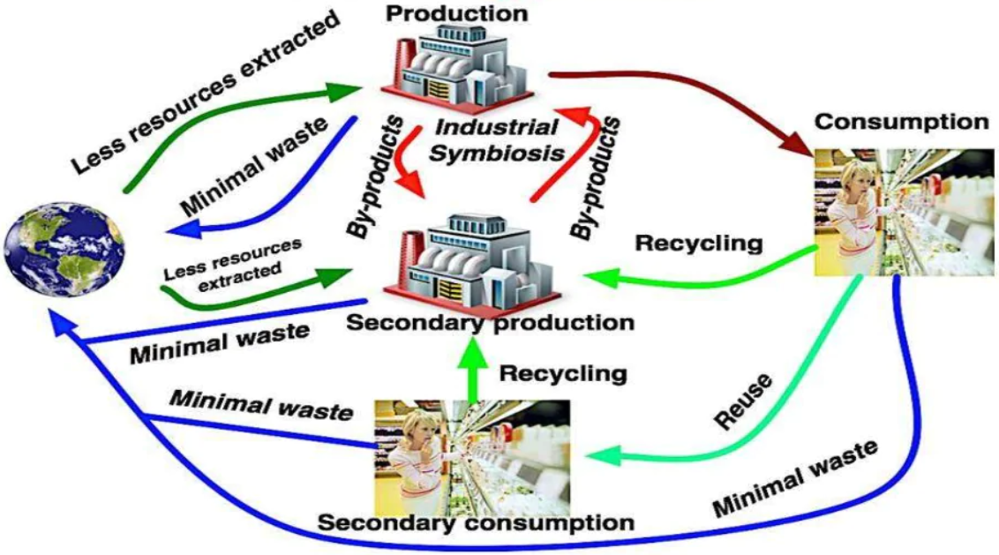 Production
Less resources extracted
Minimal waste
Industrial
Symbiosis
By-products
By-products
Consumption
Recycling
Less resources
extracted
Secondary production
Minimal waste
Recycling
Minimal waste
Reuse
Minimal waste
Secondary consumption